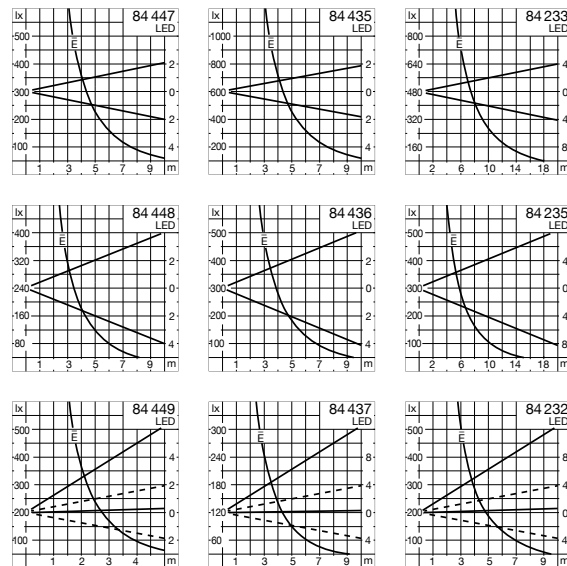 lx 84 447
LED
E̅
500
400 2
300 0
200 2
100 4
1 3 5 7 9 m
lx 84 435
LED
E̅
1000
800 2
600 0
400 2
200 4
1 3 5 7 9 m
lx 84 233
LED
E̅
800
640 4
480 0
320 4
160 8
2 6 10 14 18 m
lx 84 448
LED
E̅
400
320 2
240 0
160 2
80 4
1 3 5 7 9 m
lx 84 436
LED
E̅
500
400 2
300 0
200 2
100 4
1 3 5 7 9 m
lx 84 235
LED
E̅
500
400 4
300 0
200 4
100 8
2 6 10 14 18 m
lx 84 449
LED
E̅
500
400 4
300 2
200 0
100 2
1 2 3 4 m
lx 84 437
LED
E̅
300
240 8
180 4
120 0
60 4
1 3 5 7 9 m
lx 84 232
LED
E̅
500
400 8
300 4
200 0
100 4
1 3 5 7 9 m